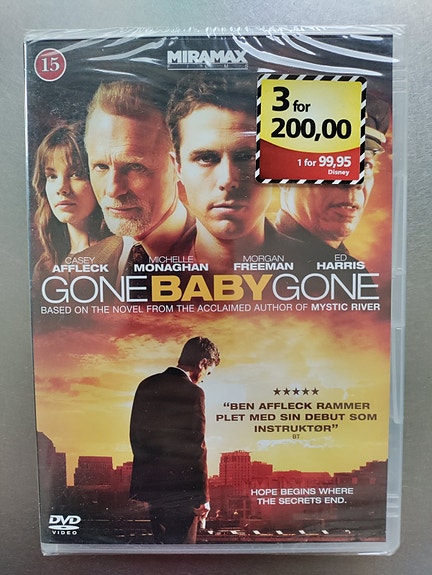 15
MIRAMAX
FILMS
3 for
200,00
1 for 99,95
Disney
CASEY
AFFLECK
MICHELLE
MONAGHAN
MORGAN
FREEMAN
ED
HARRIS
GONE BABY GONE
BASED ON THE NOVEL FROM THE ACCLAIMED AUTHOR OF MYSTIC RIVER
★★★★★
"BEN AFFLECK RAMMER
PLET MED SIN DEBUT SOM
INSTRUKTØR"
BT
HOPE BEGINS WHERE
THE SECRETS END.
DVD
VIDEO